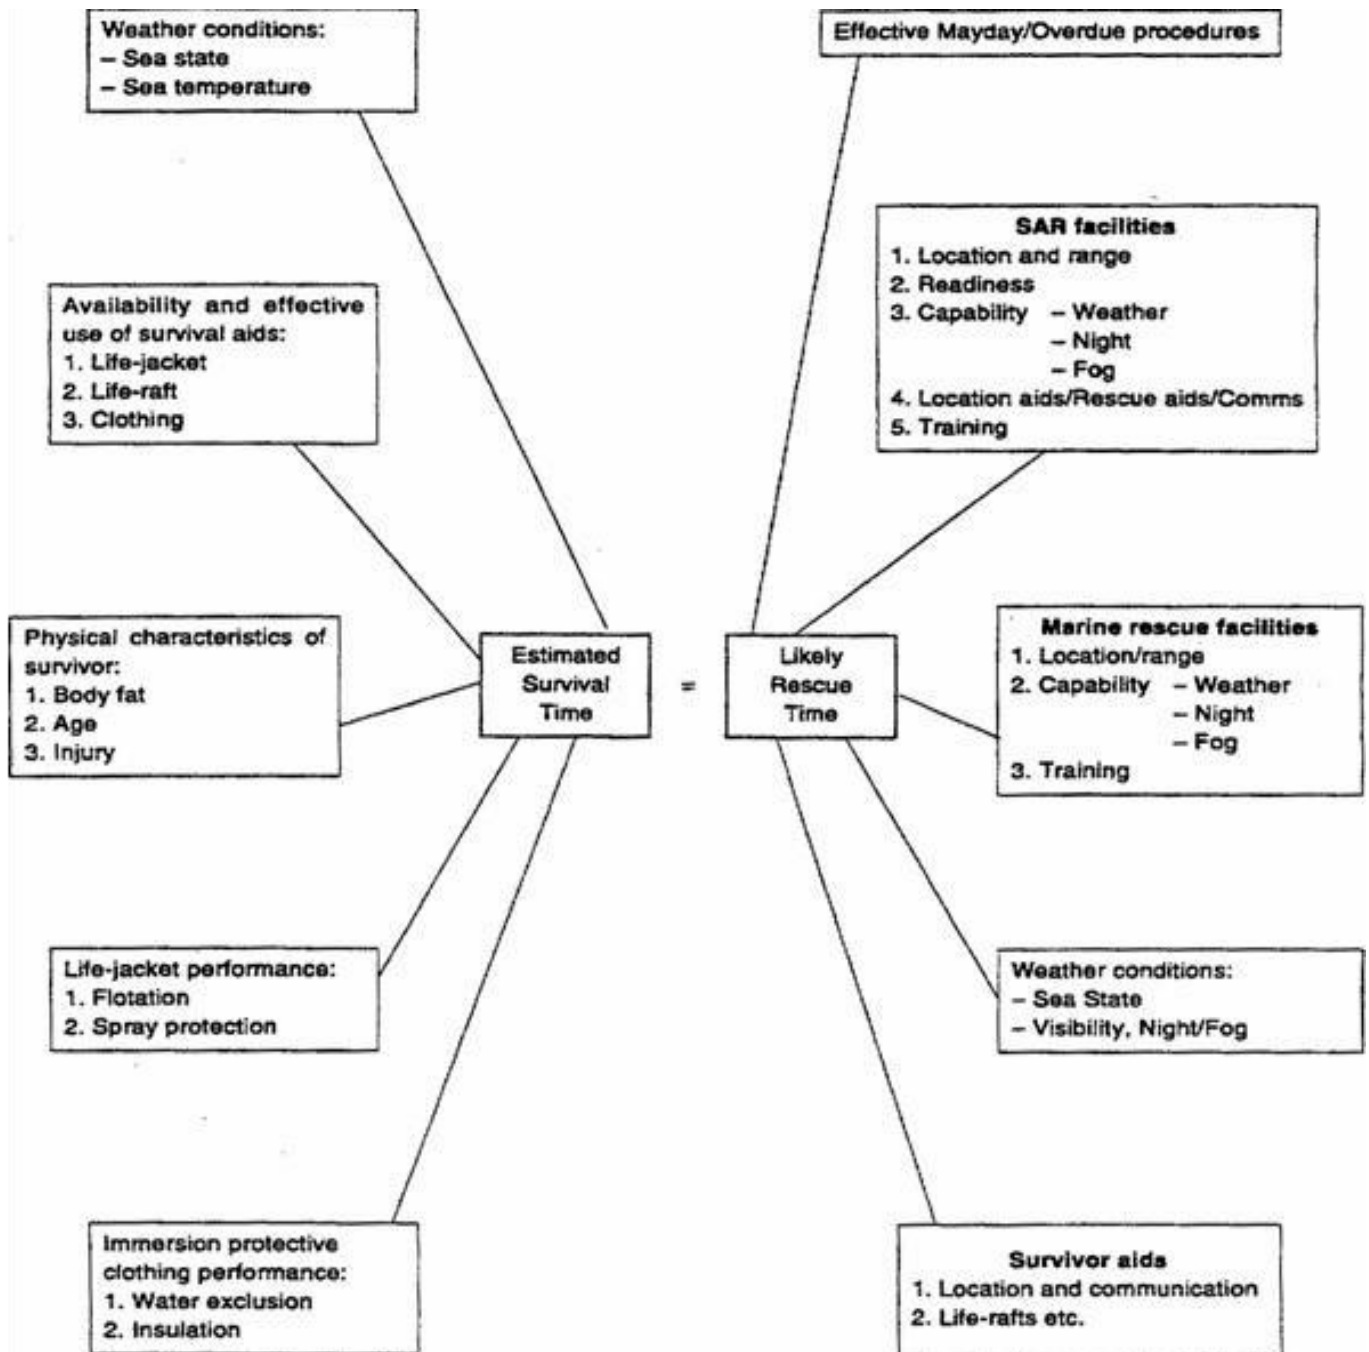 Weather conditions:
– Sea state
– Sea temperature
Effective Mayday/Overdue procedures
SAR facilities
1. Location and range
2. Readiness
3. Capability – Weather
– Night
– Fog
4. Location aids/Rescue aids/Comms
5. Training
Availability and effective
use of survival aids:
1. Life-jacket
2. Life-raft
3. Clothing
Physical characteristics of
survivor:
1. Body fat
2. Age
3. Injury
Estimated
Survival
Time
=
Likely
Rescue
Time
Marine rescue facilities
1. Location/range
2. Capability – Weather
– Night
– Fog
3. Training
Life-jacket performance:
1. Flotation
2. Spray protection
Weather conditions:
– Sea State
– Visibility, Night/Fog
Immersion protective
clothing performance:
1. Water exclusion
2. Insulation
Survivor aids
1. Location and communication
2. Life-rafts etc.